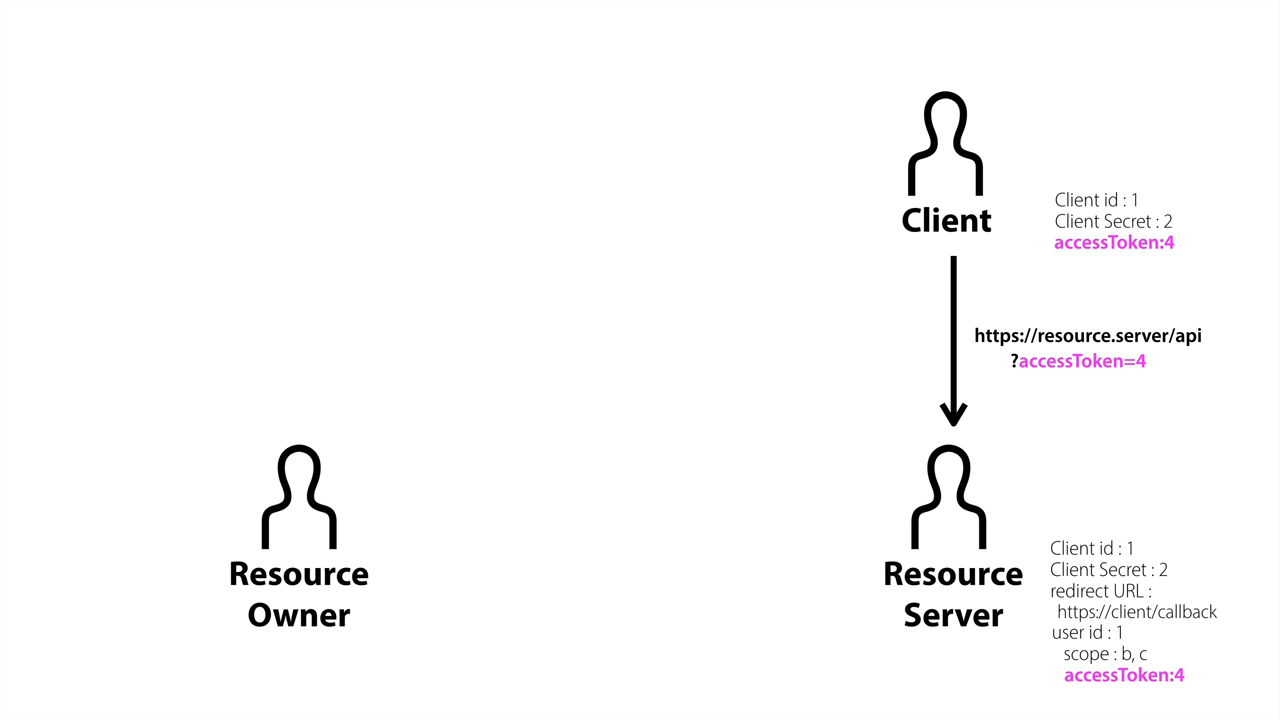 Client
Client id : 1
Client Secret : 2
accessToken:4
https://resource.server/api
?accessToken=4
Resource
Owner
Resource
Server
Client id : 1
Client Secret : 2
redirect URL :
https://client/callback
user id : 1
scope : b, c
accessToken:4